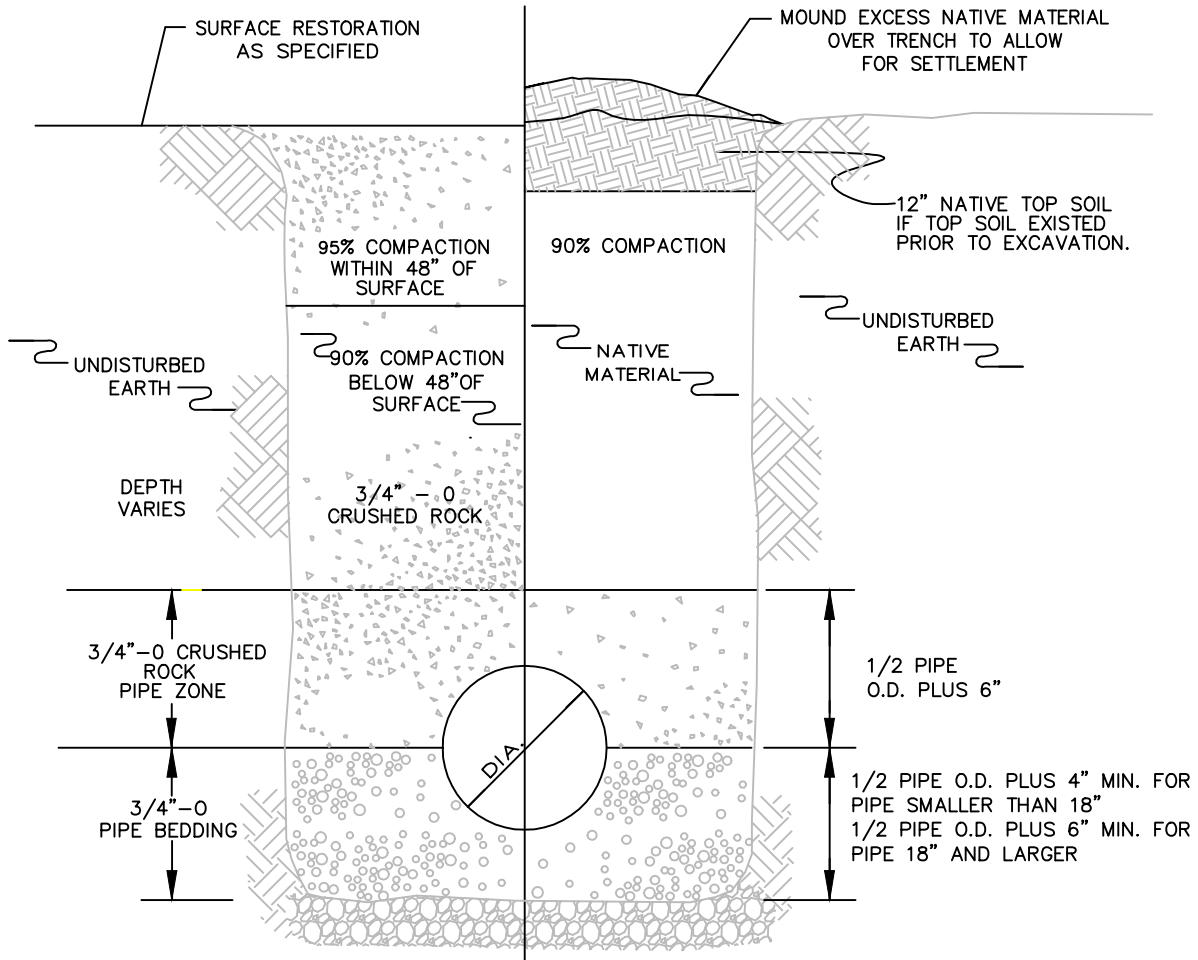 SURFACE RESTORATION
AS SPECIFIED
MOUND EXCESS NATIVE MATERIAL
OVER TRENCH TO ALLOW
FOR SETTLEMENT
12" NATIVE TOP SOIL
IF TOP SOIL EXISTED
PRIOR TO EXCAVATION.
95% COMPACTION
WITHIN 48" OF
SURFACE
90% COMPACTION
UNDISTURBED
EARTH
90% COMPACTION
BELOW 48"OF
SURFACE
NATIVE
MATERIAL
UNDISTURBED
EARTH
DEPTH
VARIES
3/4" - 0
CRUSHED ROCK
3/4"-0 CRUSHED
ROCK
PIPE ZONE
1/2 PIPE
O.D. PLUS 6"
DIA.
3/4"-0
PIPE BEDDING
1/2 PIPE O.D. PLUS 4" MIN. FOR
PIPE SMALLER THAN 18"
1/2 PIPE O.D. PLUS 6" MIN. FOR
PIPE 18" AND LARGER